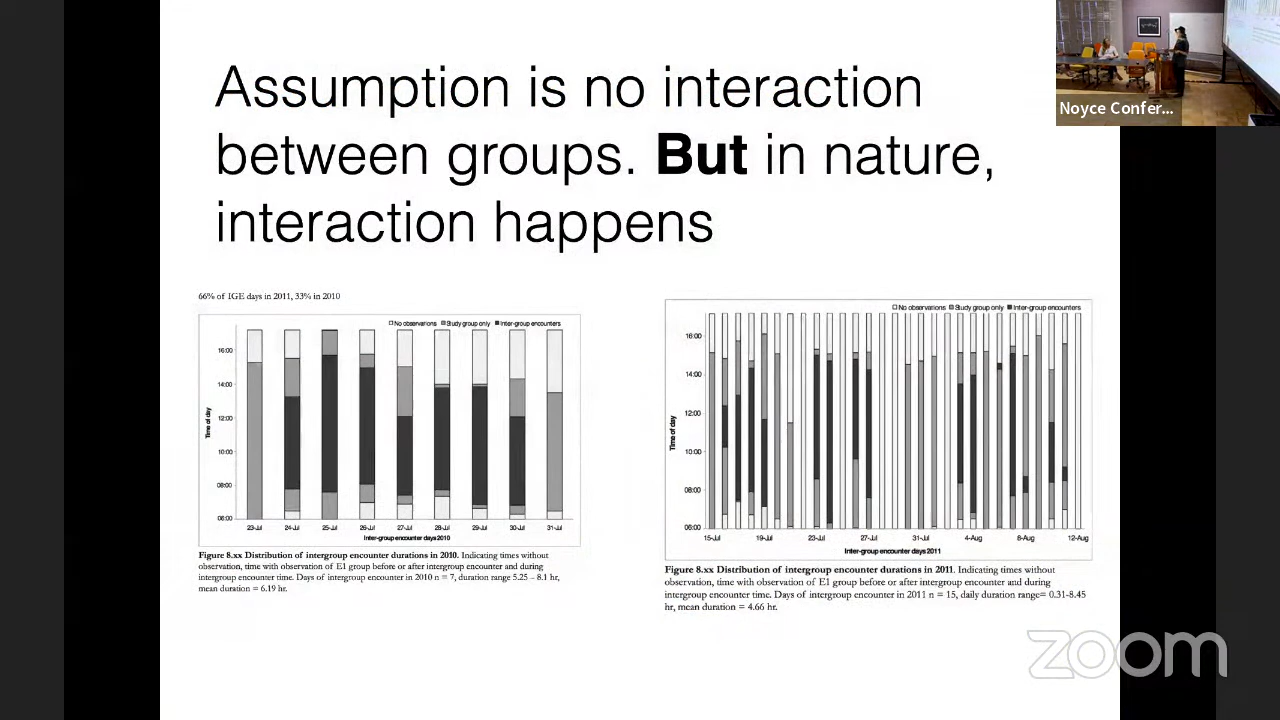 Assumption is no interaction
between groups. But in nature,
interaction happens
Noyce Confer...
66% of IGE days in 2011, 33% in 2010
No observations Study group only Inter-group encounters
16:00
14:00
12:00
10:00
08:00
06:00
Time of day
23-Jul 24-Jul 25-Jul 26-Jul 27-Jul 28-Jul 29-Jul 30-Jul 31-Jul
Inter-group encounter days 2010
Figure 8.xx Distribution of intergroup encounter durations in 2010. Indicating times without
observation, time with observation of E1 group before or after intergroup encounter and during
intergroup encounter time. Days of intergroup encounter in 2010 n = 7, duration range 5.25 – 8.1 hr,
mean duration = 6.19 hr.
No observations Study group only Inter-group encounters
16:00
14:00
12:00
10:00
08:00
06:00
Time of day
15-Jul 19-Jul 23-Jul 27-Jul 31-Jul 4-Aug 8-Aug 12-Aug
Inter-group encounter days 2011
Figure 8.xx Distribution of intergroup encounter durations in 2011. Indicating times without
observation, time with observation of E1 group before or after intergroup encounter and during
intergroup encounter time. Days of intergroup encounter in 2011 n = 15, daily duration range= 0.31-8.45
hr, mean duration = 4.66 hr.
zoom